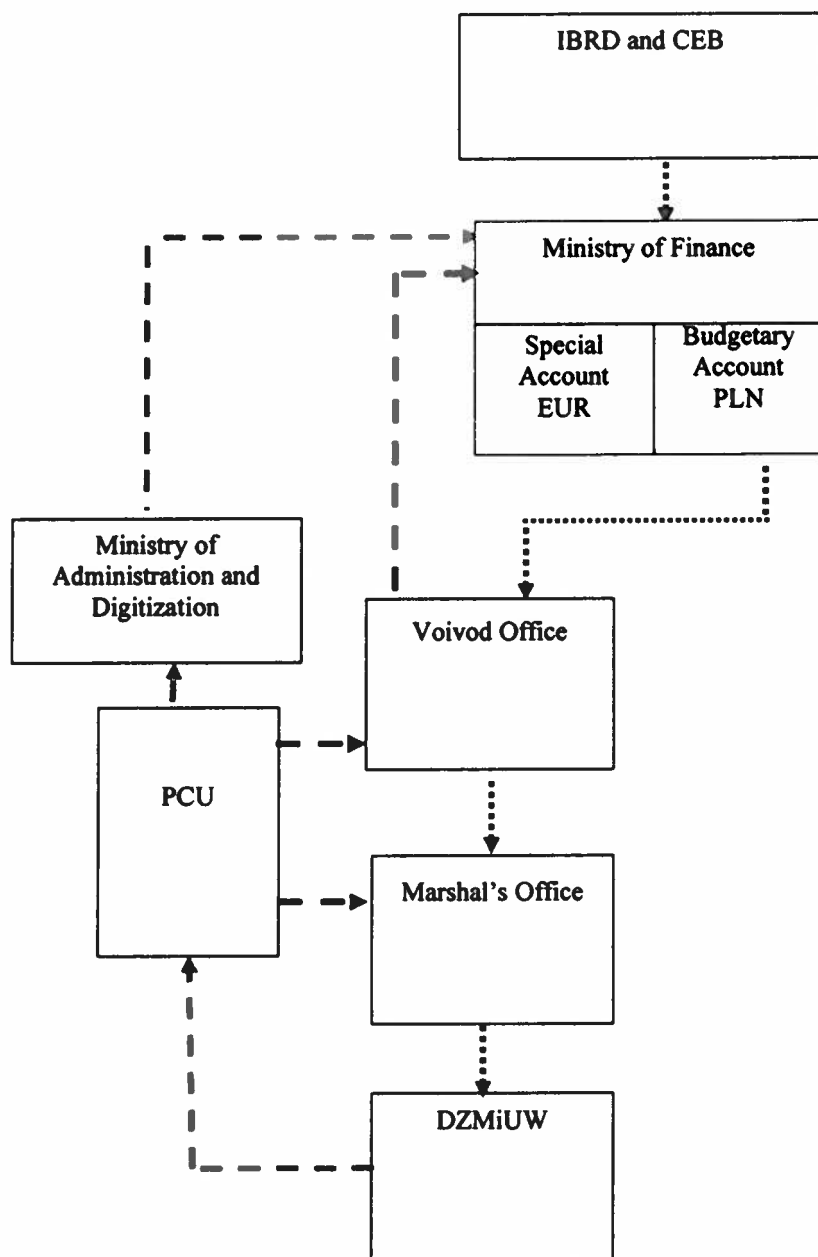 IBRD and CEB
Ministry of Finance
Special
Account
EUR
Budgetary
Account
PLN
Ministry of
Administration and
Digitization
Voivod Office
PCU
Marshal's Office
DZMiUW